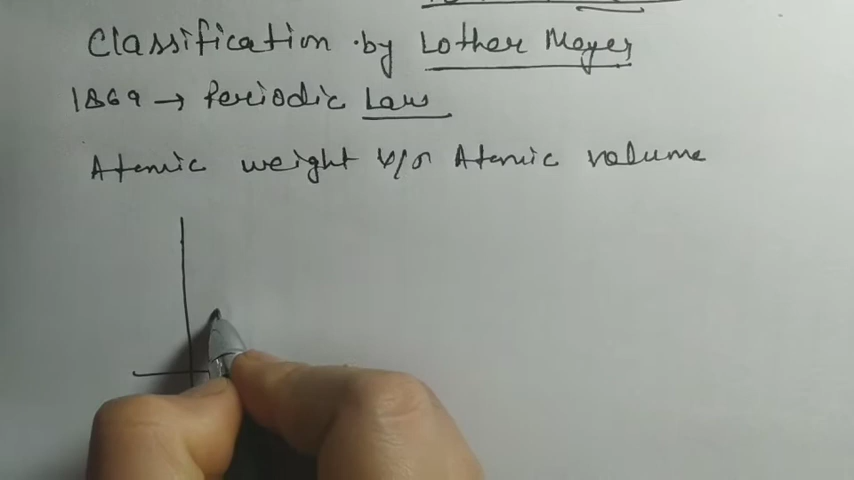 Classification by Lother Meyer
1869 → Periodic Law
Atomic weight v/s Atomic volume